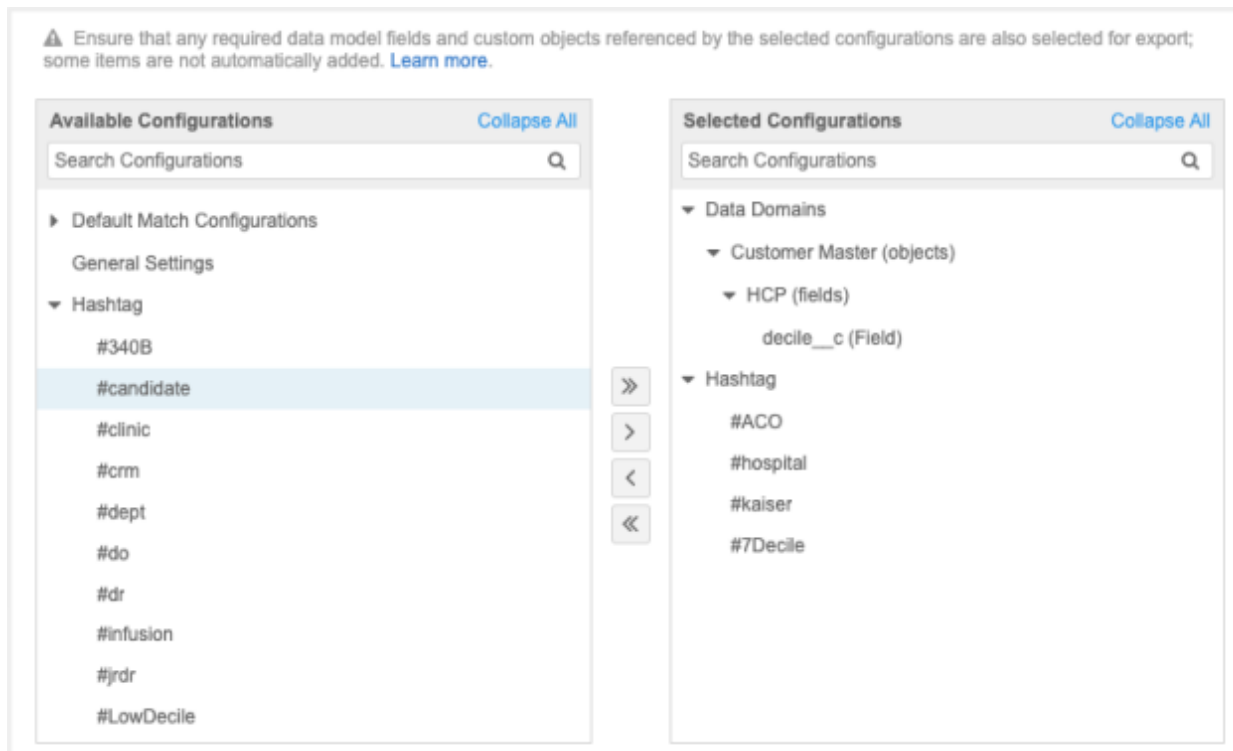 Ensure that any required data model fields and custom objects referenced by the selected configurations are also selected for export;
some items are not automatically added. Learn more.
Available Configurations
Collapse All
Search Configurations
Default Match Configurations
General Settings
Hashtag
#340B
#candidate
#clinic
#crm
#dept
#do
#dr
#infusion
#jrdr
#LowDecile
Selected Configurations
Collapse All
Search Configurations
Data Domains
Customer Master (objects)
HCP (fields)
decile__c (Field)
Hashtag
#ACO
#hospital
#kaiser
#7Decile